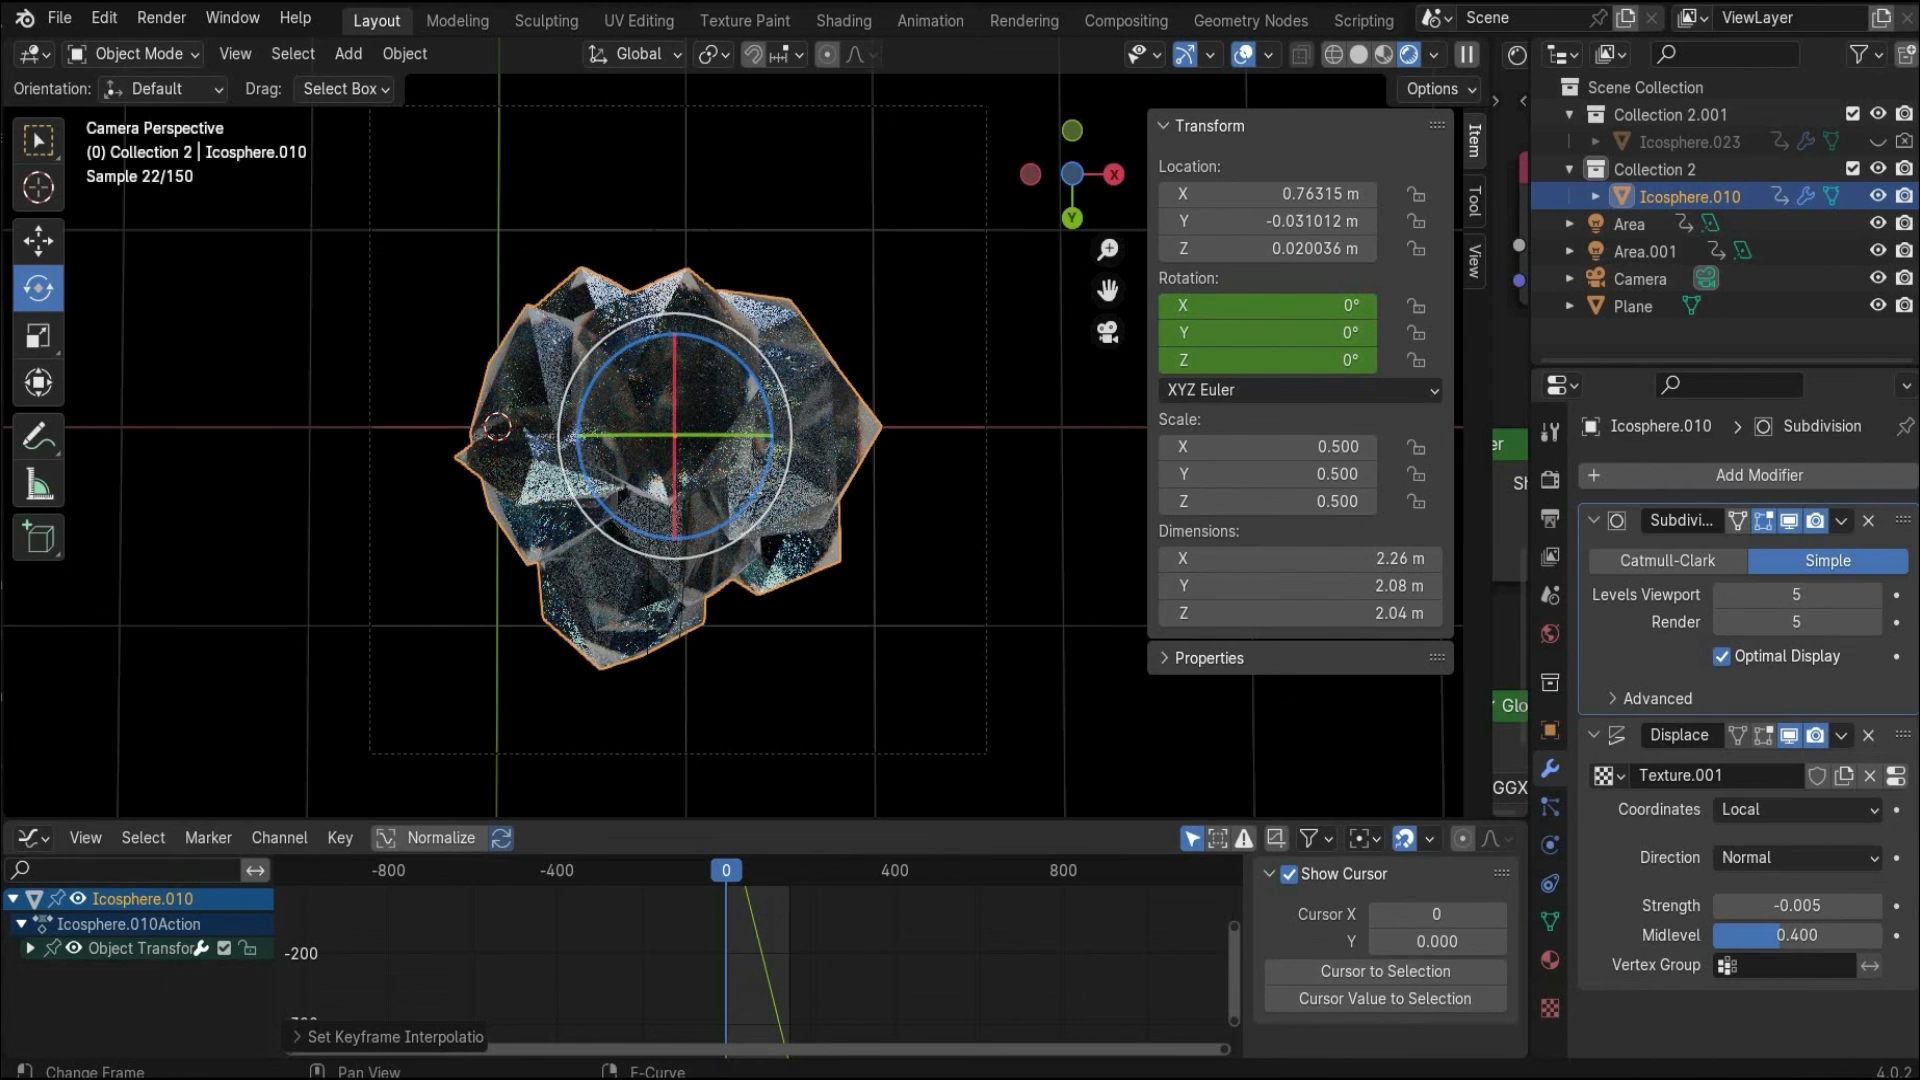 File Edit Render Window Help
Layout Modeling Sculpting UV Editing Texture Paint Shading Animation Rendering Compositing Geometry Nodes Scripting
Scene ViewLayer
Object Mode View Select Add Object Global
Orientation: Default Drag: Select Box Options
Camera Perspective
(0) Collection 2 | Icosphere.010
Sample 22/150
X
Y
Transform
Location:
X 0.76315 m
Y -0.031012 m
Z 0.020036 m
Rotation:
X 0°
Y 0°
Z 0°
XYZ Euler
Scale:
X 0.500
Y 0.500
Z 0.500
Dimensions:
X 2.26 m
Y 2.08 m
Z 2.04 m
Properties
Item
Tool
View
er
Glo
GGX
Scene Collection
Collection 2.001
Icosphere.023
Collection 2
Icosphere.010
Area
Area.001
Camera
Plane
Icosphere.010 > Subdivision
+ Add Modifier
Subdivi...
Catmull-Clark Simple
Levels Viewport 5
Render 5
Optimal Display
Advanced
Displace
Texture.001
Coordinates Local
Direction Normal
Strength -0.005
Midlevel 0.400
Vertex Group
View Select Marker Channel Key Normalize
-800 -400 0 400 800
Icosphere.010
Icosphere.010Action
Object Transfor
-200
Set Keyframe Interpolatio
Show Cursor
Cursor X 0
Y 0.000
Cursor to Selection
Cursor Value to Selection
Change Frame Pan View F-Curve 4.0.2